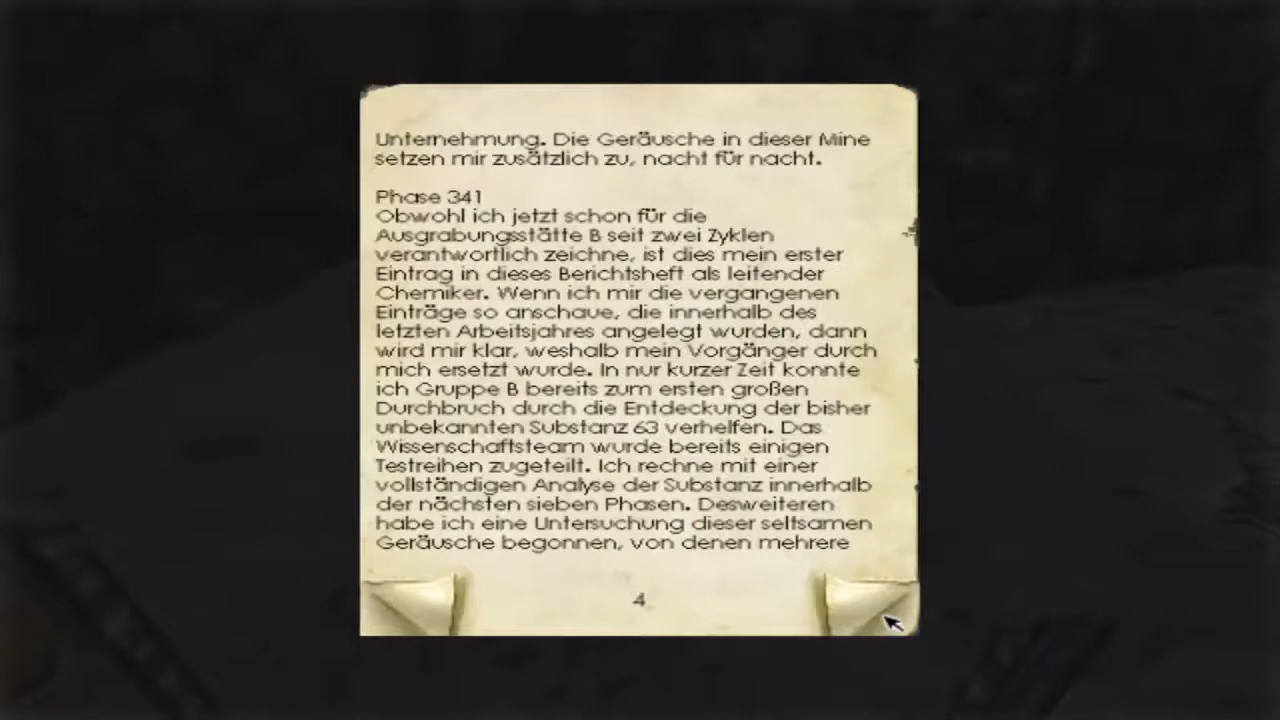 Unternehmung. Die Geräusche in dieser Mine
setzen mir zusätzlich zu, nacht für nacht.
Phase 341
Obwohl ich jetzt schon für die
Ausgrabungsstätte B seit zwei Zyklen
verantwortlich zeichne, ist dies mein erster
Eintrag in dieses Berichtsheft als leitender
Chemiker. Wenn ich mir die vergangenen
Einträge so anschaue, die innerhalb des
letzten Arbeitsjahres angelegt wurden, dann
wird mir klar, weshalb mein Vorgänger durch
mich ersetzt wurde. In nur kurzer Zeit konnte
ich Gruppe B bereits zum ersten großen
Durchbruch durch die Entdeckung der bisher
unbekannten Substanz 63 verhelfen. Das
Wissenschaftsteam wurde bereits einigen
Testreihen zugeteilt. Ich rechne mit einer
vollständigen Analyse der Substanz innerhalb
der nächsten sieben Phasen. Desweiteren
habe ich eine Untersuchung dieser seltsamen
Geräusche begonnen, von denen mehrere
4